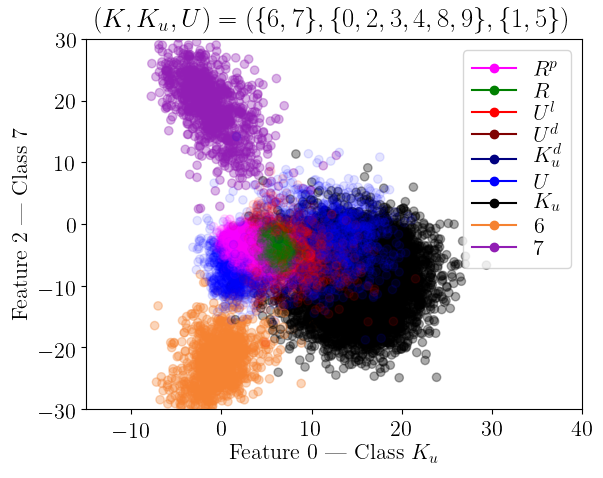 (K, K_u, U) = ({6, 7}, {0, 2, 3, 4, 8, 9}, {1, 5})
30
20
10
0
−10
−20
−30
Feature 2 — Class 7
R^p
R
U^l
U^d
K_u^d
U
K_u
6
7
−10
0
10
20
30
40
Feature 0 — Class K_u